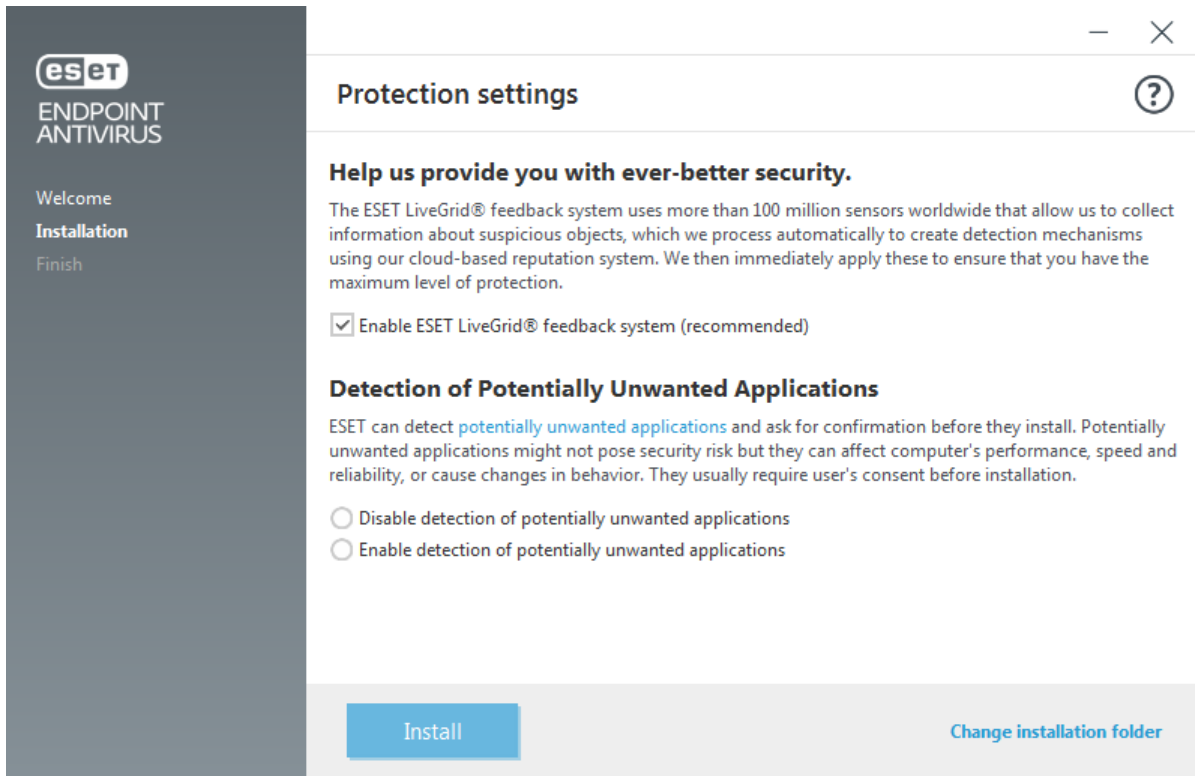 eset
ENDPOINT
ANTIVIRUS
Welcome
Installation
Finish
Protection settings
?
Help us provide you with ever-better security.
The ESET LiveGrid® feedback system uses more than 100 million sensors worldwide that allow us to collect
information about suspicious objects, which we process automatically to create detection mechanisms
using our cloud-based reputation system. We then immediately apply these to ensure that you have the
maximum level of protection.
Enable ESET LiveGrid® feedback system (recommended)
Detection of Potentially Unwanted Applications
ESET can detect potentially unwanted applications and ask for confirmation before they install. Potentially
unwanted applications might not pose security risk but they can affect computer's performance, speed and
reliability, or cause changes in behavior. They usually require user's consent before installation.
Disable detection of potentially unwanted applications
Enable detection of potentially unwanted applications
Install
Change installation folder